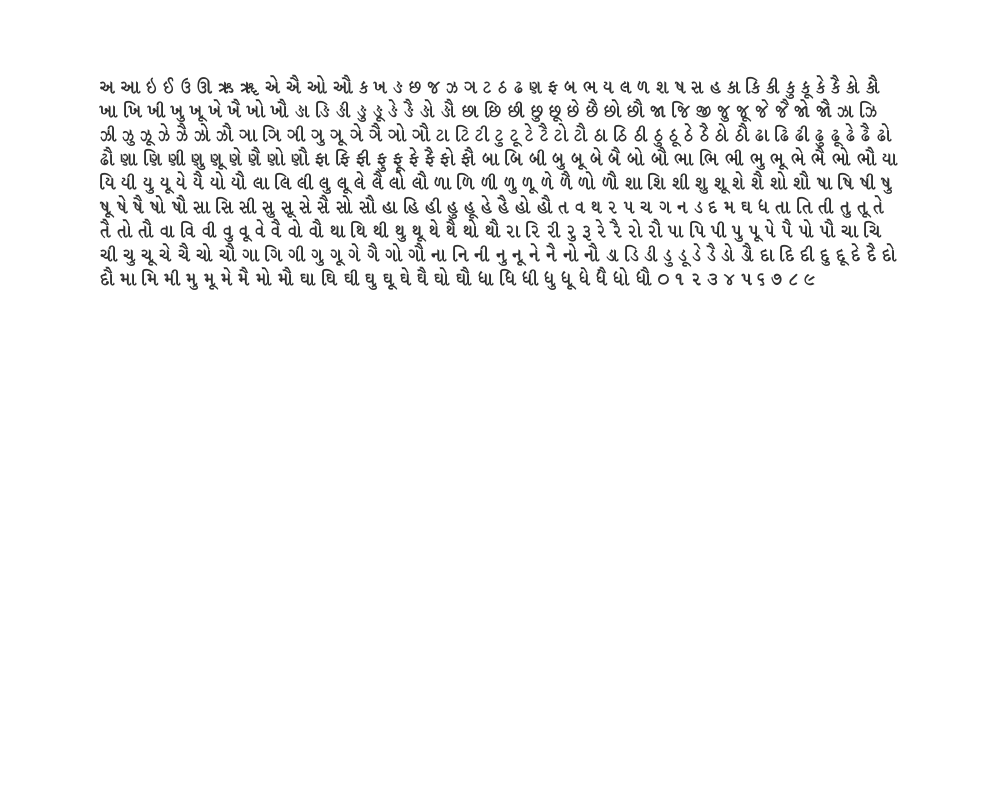 અ આ ઇ ઈ ઉ ઊ ઋ ૠ એ ઐ ઓ ઔ ક ખ ઙ છ જ ઝ ઞ ટ ઠ ઢ ણ ફ બ ભ ય લ ળ શ ષ સ હ કા કિ કી કુ કૂ કે કૈ કો કૌ
ખા ખિ ખી ખુ ખૂ ખે ખૈ ખો ખૌ ઙા ઙિ ઙી ઙુ ઙૂ ઙે ઙૈ ઙો ઙૌ છા છિ છી છુ છૂ છે છૈ છો છૌ જા જિ જી જુ જૂ જે જૈ જો જૌ ઝા ઝિ
ઝી ઝુ ઝૂ ઝે ઝૈ ઝો ઝૌ ઞા ઞિ ઞી ઞુ ઞૂ ઞે ઞૈ ઞો ઞૌ ટા ટિ ટી ટુ ટૂ ટે ટૈ ટો ટૌ ઠા ઠિ ઠી ઠુ ઠૂ ઠે ઠૈ ઠો ઠૌ ઢા ઢિ ઢી ઢુ ઢૂ ઢે ઢૈ ઢો
ઢૌ ણા ણિ ણી ણુ ણૂ ણે ણૈ ણો ણૌ ફા ફિ ફી ફુ ફૂ ફે ફૈ ફો ફૌ બા બિ બી બુ બૂ બે બૈ બો બૌ ભા ભિ ભી ભુ ભૂ ભે ભૈ ભો ભૌ યા
યિ યી યુ યૂ યે યૈ યો યૌ લા લિ લી લુ લૂ લે લૈ લો લૌ ળા ળિ ળી ળુ ળૂ ળે ળૈ ળો ળૌ શા શિ શી શુ શૂ શે શૈ શો શૌ ષા ષિ ષી ષુ
ષૂ ષે ષૈ ષો ષૌ સા સિ સી સુ સૂ સે સૈ સો સૌ હા હિ હી હુ હૂ હે હૈ હો હૌ ત વ થ ર પ ચ ગ ન ડ દ મ ઘ ધ તા તિ તી તુ તૂ તે
તૈ તો તૌ વા વિ વી વુ વૂ વે વૈ વો વૌ થા થિ થી થુ થૂ થે થૈ થો થૌ રા રિ રી રુ રૂ રે રૈ રો રૌ પા પિ પી પુ પૂ પે પૈ પો પૌ ચા ચિ
ચી ચુ ચૂ ચે ચૈ ચો ચૌ ગા ગિ ગી ગુ ગૂ ગે ગૈ ગો ગૌ ના નિ ની નુ નૂ ને નૈ નો નૌ ડા ડિ ડી ડુ ડૂ ડે ડૈ ડો ડૌ દા દિ દી દુ દૂ દે દૈ દો
દૌ મા મિ મી મુ મૂ મે મૈ મો મૌ ઘા ઘિ ઘી ઘુ ઘૂ ઘે ઘૈ ઘો ઘૌ ધા ધિ ધી ધુ ધૂ ધે ધૈ ધો ધૌ ૦ ૧ ૨ ૩ ૪ ૫ ૬ ૭ ૮ ૯